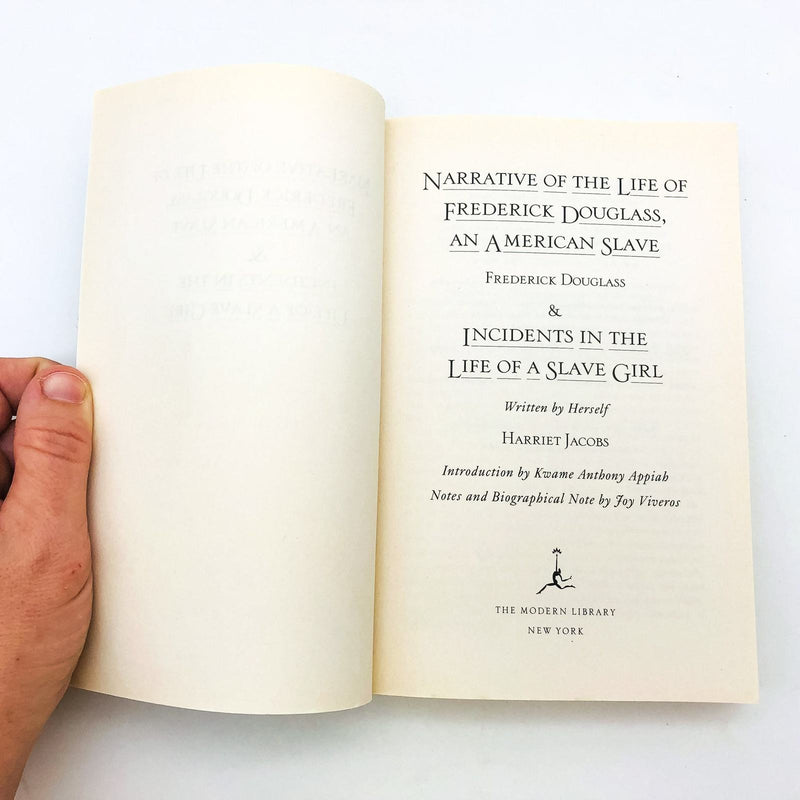 NARRATIVE OF THE LIFE OF
FREDERICK DOUGLASS,
AN AMERICAN SLAVE
FREDERICK DOUGLASS
&
INCIDENTS IN THE
LIFE OF A SLAVE GIRL
Written by Herself
HARRIET JACOBS
Introduction by Kwame Anthony Appiah
Notes and Biographical Note by Joy Viveros
THE MODERN LIBRARY
NEW YORK